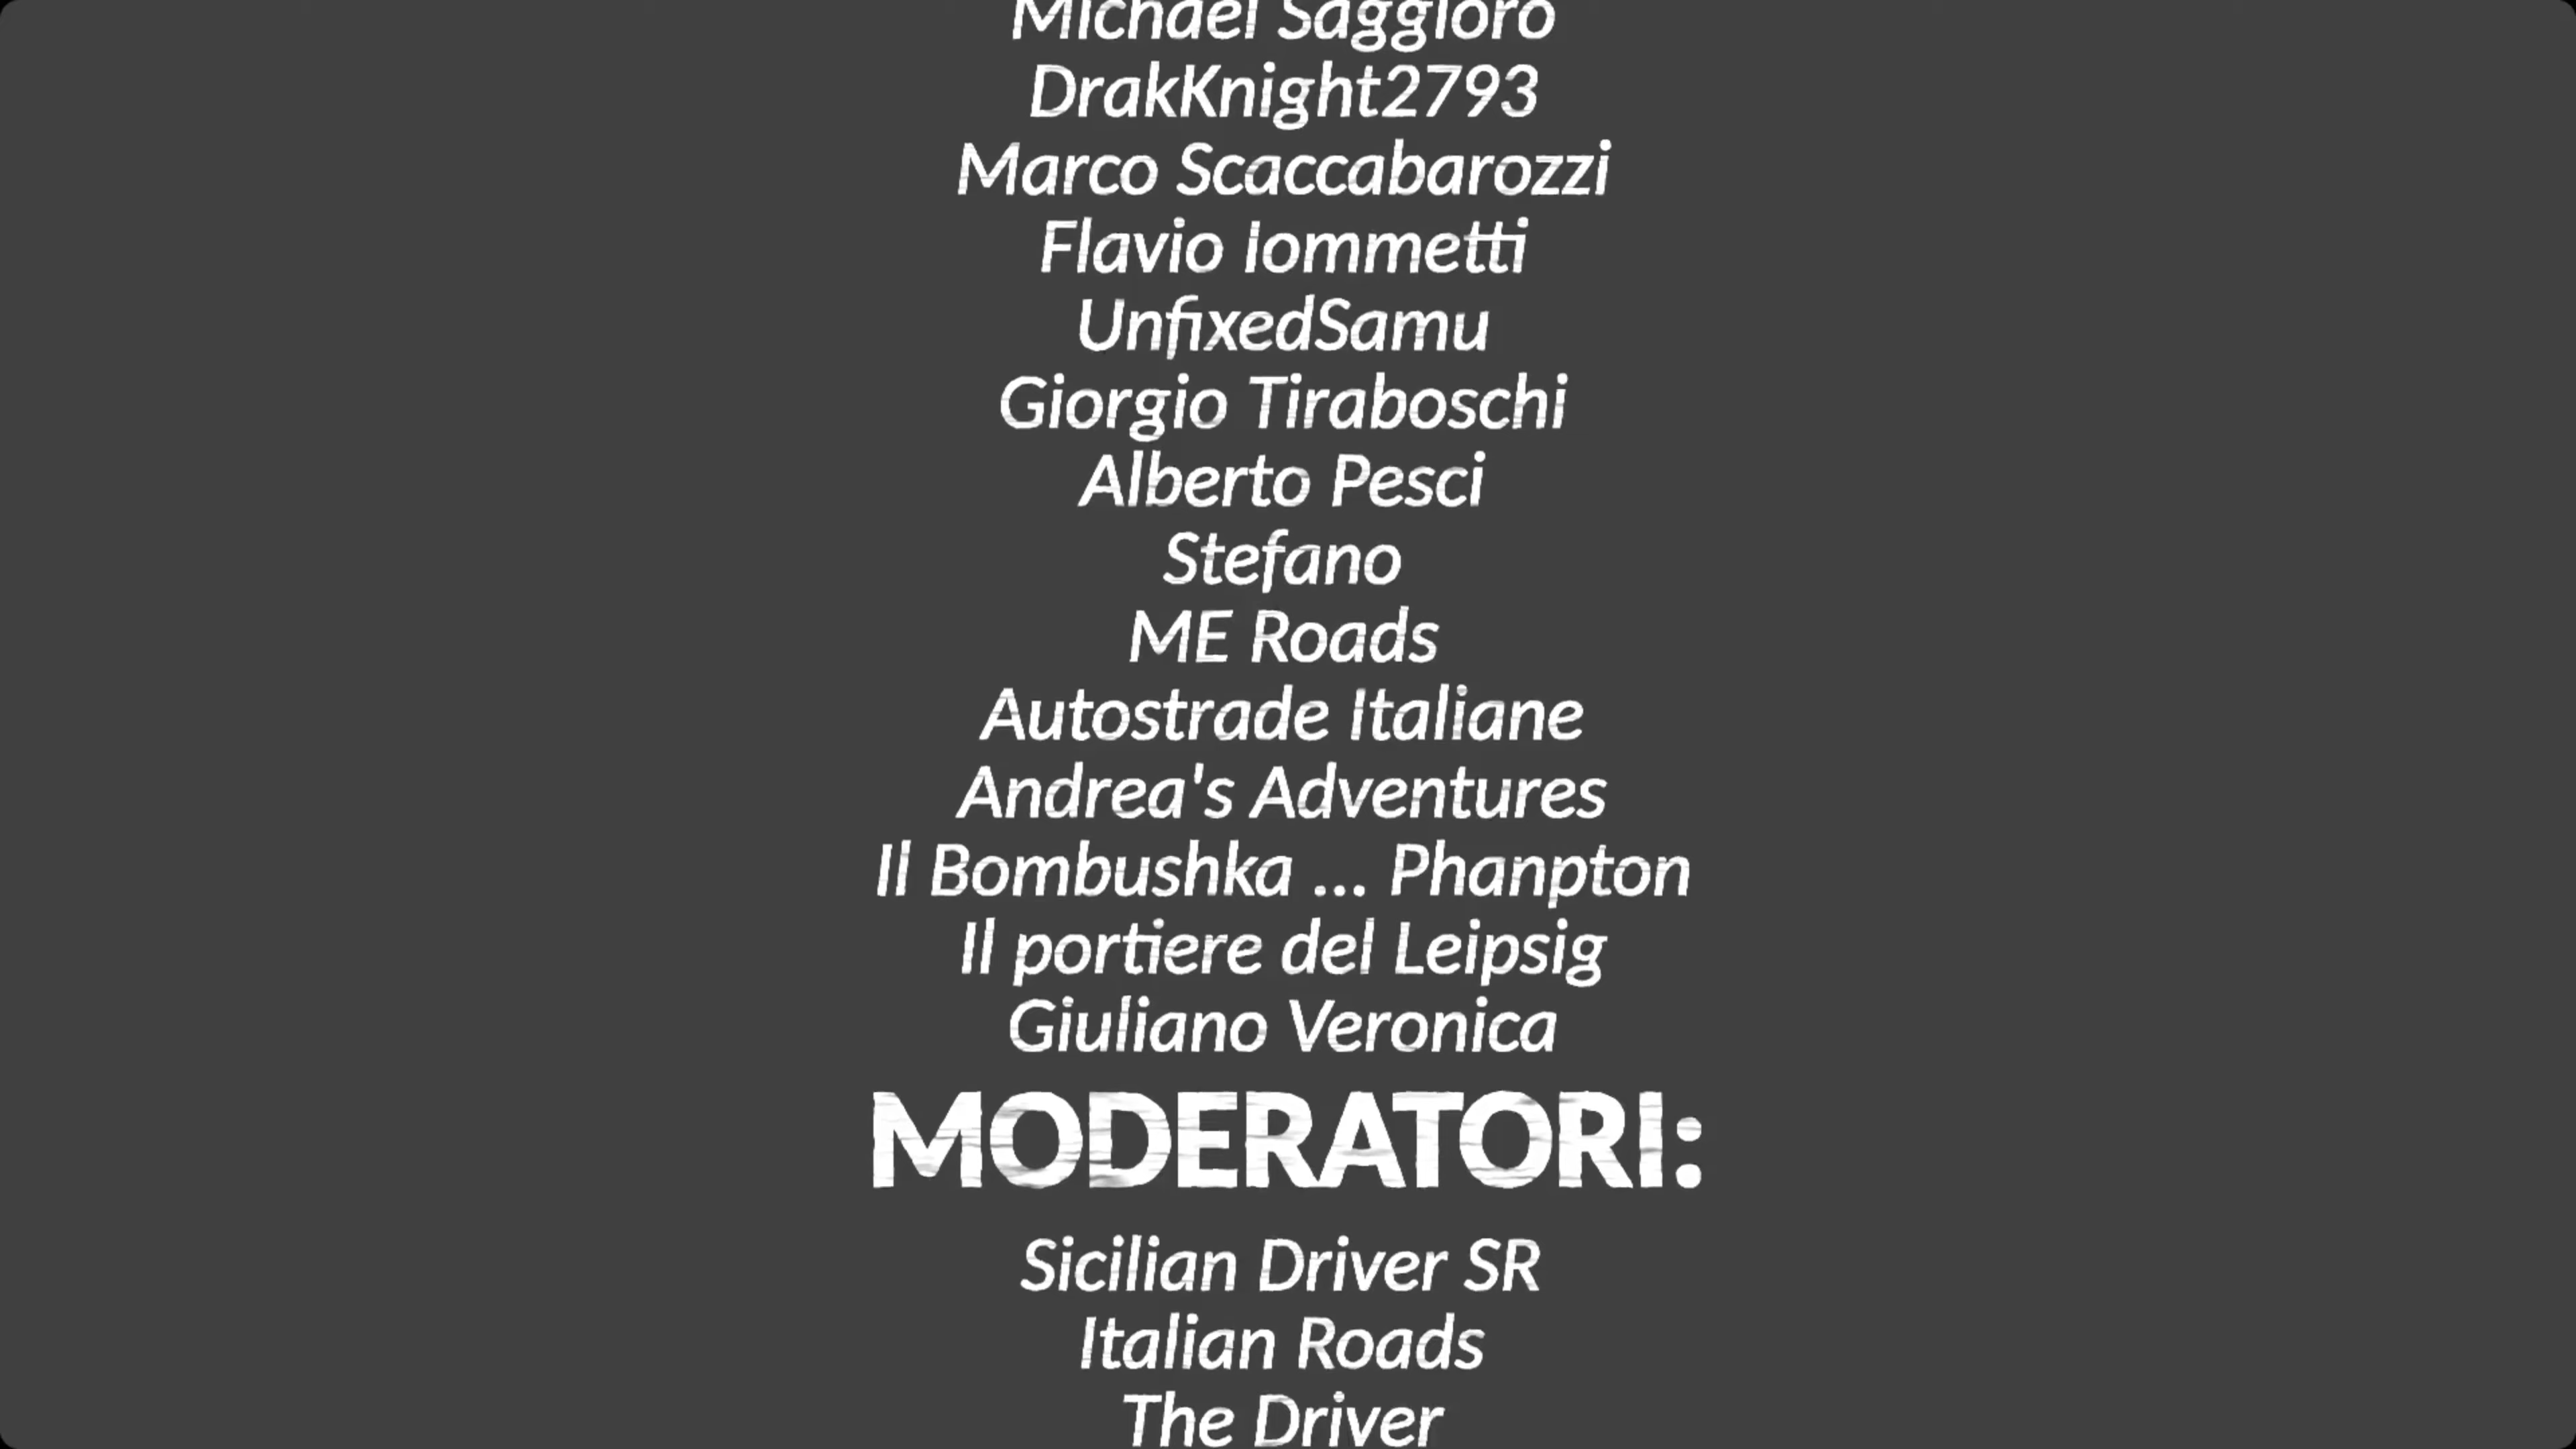 Michael Saggioro
DrakKnight2793
Marco Scaccabarozzi
Flavio Iommetti
UnfixedSamu
Giorgio Tiraboschi
Alberto Pesci
Stefano
ME Roads
Autostrade Italiane
Andrea's Adventures
Il Bombushka ... Phanpton
Il portiere del Leipsig
Giuliano Veronica
MODERATORI:
Sicilian Driver SR
Italian Roads
The Driver